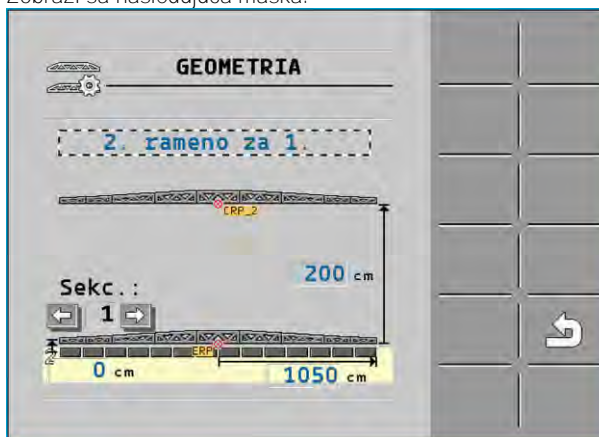 Zobrazí sa nasledujúca maska:
GEOMETRIA
2. rameno za 1.
CRP_2
200 cm
Sekc.:
1
ERP
0 cm
1050 cm